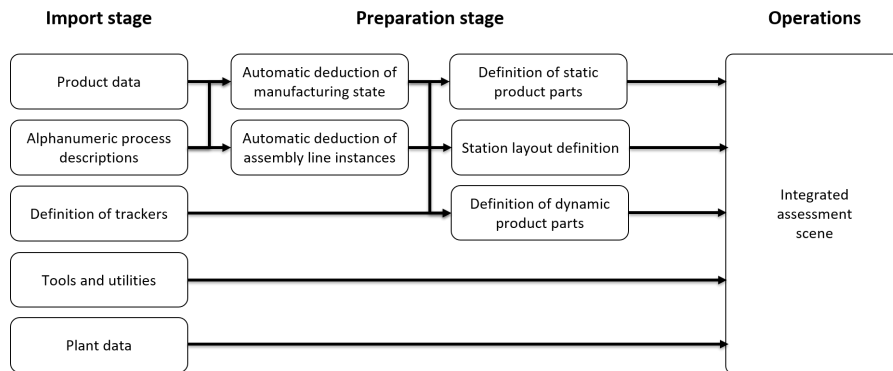 Import stage
Preparation stage
Operations
Product data
Automatic deduction of
manufacturing state
Definition of static
product parts
Alphanumeric process
descriptions
Automatic deduction of
assembly line instances
Station layout definition
Definition of trackers
Definition of dynamic
product parts
Integrated
assessment
scene
Tools and utilities
Plant data